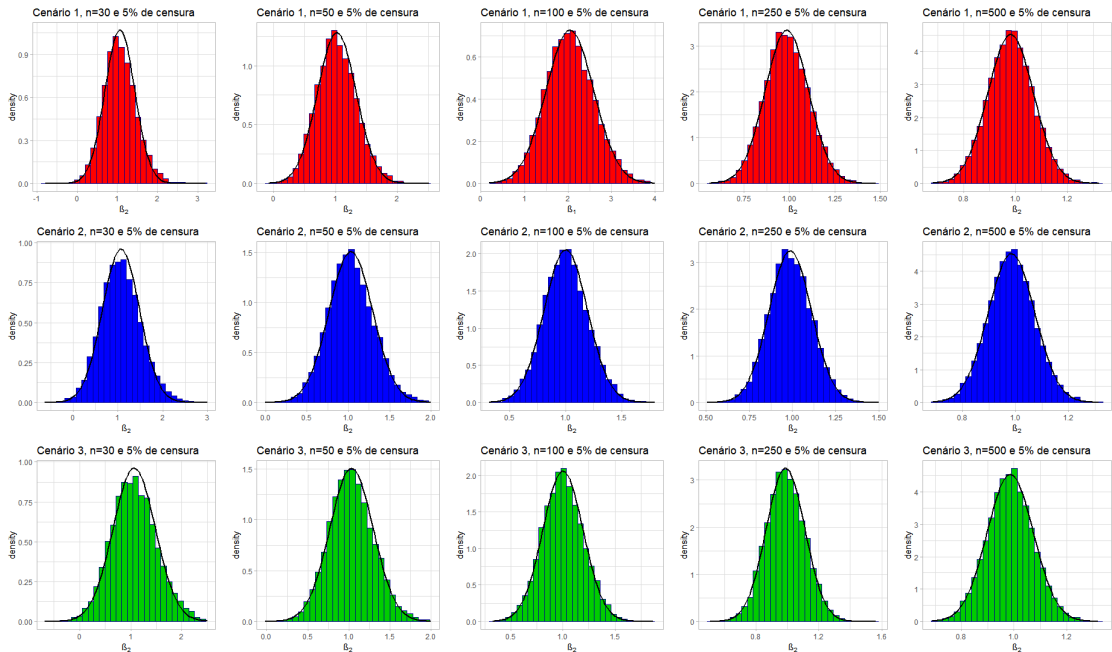 Cenário 1, n=30 e 5% de censura
Cenário 1, n=50 e 5% de censura
Cenário 1, n=100 e 5% de censura
Cenário 1, n=250 e 5% de censura
Cenário 1, n=500 e 5% de censura
density
0.0
0.3
0.6
0.9
-1
0
1
2
3
ß2
density
0.0
0.5
1.0
0
1
2
ß2
density
0.0
0.2
0.4
0.6
0
1
2
3
4
ß1
density
0
1
2
3
0.75
1.00
1.25
1.50
ß2
density
0
1
2
3
4
0.8
1.0
1.2
ß2
Cenário 2, n=30 e 5% de censura
Cenário 2, n=50 e 5% de censura
Cenário 2, n=100 e 5% de censura
Cenário 2, n=250 e 5% de censura
Cenário 2, n=500 e 5% de censura
density
0.00
0.25
0.50
0.75
1.00
0
1
2
3
ß2
density
0.0
0.5
1.0
1.5
0.0
0.5
1.0
1.5
2.0
ß2
density
0.0
0.5
1.0
1.5
2.0
0.5
1.0
1.5
ß2
density
0
1
2
3
0.50
0.75
1.00
1.25
1.50
ß2
density
0
1
2
3
4
0.8
1.0
1.2
ß2
Cenário 3, n=30 e 5% de censura
Cenário 3, n=50 e 5% de censura
Cenário 3, n=100 e 5% de censura
Cenário 3, n=250 e 5% de censura
Cenário 3, n=500 e 5% de censura
density
0.00
0.25
0.50
0.75
1.00
0
1
2
ß2
density
0.0
0.5
1.0
1.5
0.0
0.5
1.0
1.5
2.0
ß2
density
0.0
0.5
1.0
1.5
2.0
0.5
1.0
1.5
ß2
density
0
1
2
3
0.8
1.2
1.6
ß2
density
0
1
2
3
4
0.8
1.0
1.2
ß2